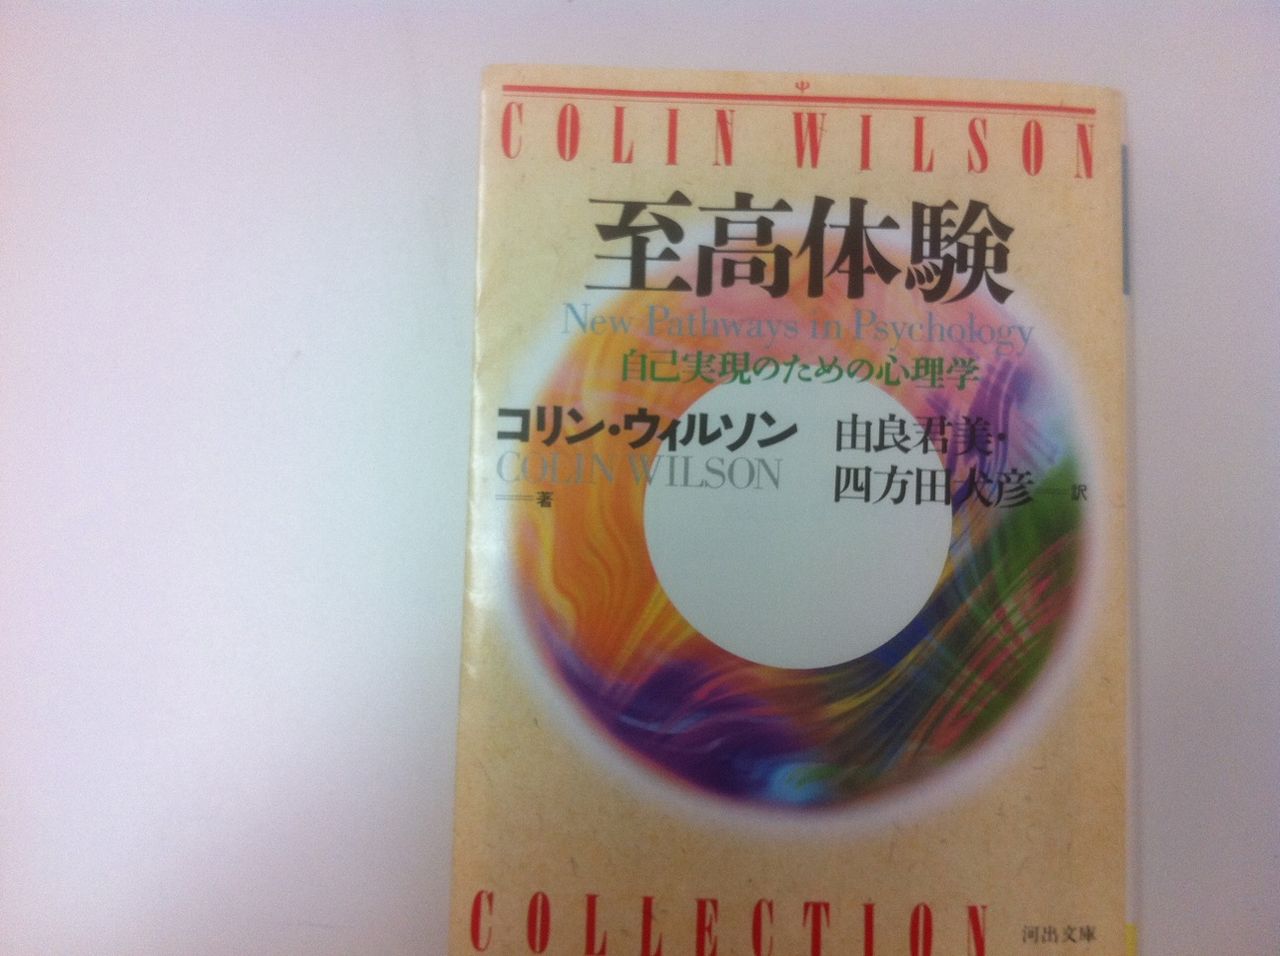 COLIN WILSON
至高体験
New Pathways in Psychology
自己実現のための心理学
コリン・ウィルソン
COLIN WILSON
著
由良君美・
四方田犬彦──訳
COLLECTION
河出文庫